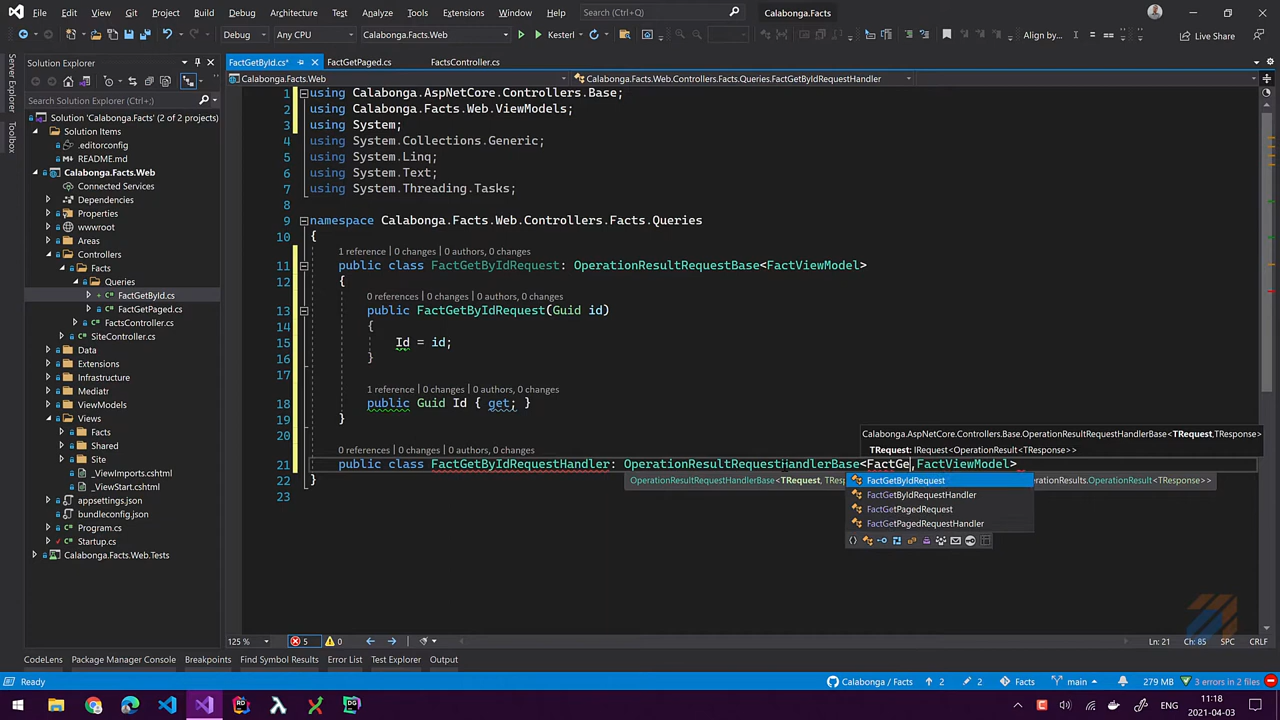 File Edit View Git Project Build Debug Architecture Test Analyze Tools Extensions Window Help Search (Ctrl+;) Calabonga.Facts
Debug Any CPU Calabonga.Facts.Web Kesterl Align by... Live Share
Server Explorer
Toolbox
Solution Explorer
Search Solution Explorer (Ctrl+;)
Solution 'Calabonga.Facts' (2 of 2 projects)
Solution Items
.editorconfig
README.md
Calabonga.Facts.Web
Connected Services
Dependencies
Properties
wwwroot
Areas
Controllers
Facts
Queries
FactGetById.cs
FactGetPaged.cs
FactsController.cs
SiteController.cs
Data
Extensions
Infrastructure
Mediatr
ViewModels
Views
Facts
Shared
Site
_ViewImports.cshtml
_ViewStart.cshtml
appsettings.json
bundleconfig.json
Program.cs
Startup.cs
Calabonga.Facts.Web.Tests
FactGetById.cs* FactGetPaged.cs FactsController.cs
Calabonga.Facts.Web Calabonga.Facts.Web.Controllers.Facts.Queries.FactGetByIdRequestHandler
1 using Calabonga.AspNetCore.Controllers.Base;
2 using Calabonga.Facts.Web.ViewModels;
3 using System;
4 using System.Collections.Generic;
5 using System.Linq;
6 using System.Text;
7 using System.Threading.Tasks;
8
9 namespace Calabonga.Facts.Web.Controllers.Facts.Queries
10 {
1 reference | 0 changes | 0 authors, 0 changes
11 public class FactGetByIdRequest: OperationResultRequestBase<FactViewModel>
12 {
0 references | 0 changes | 0 authors, 0 changes
13 public FactGetByIdRequest(Guid id)
14 {
15 Id = id;
16 }
17
1 reference | 0 changes | 0 authors, 0 changes
18 public Guid Id { get; }
19 }
20
Calabonga.AspNetCore.Controllers.Base.OperationResultRequestHandlerBase<TRequest,TResponse>
0 references | 0 changes | 0 authors, 0 changes
TRequest: IRequest<OperationResult<TResponse>>
21 public class FactGetByIdRequestHandler: OperationResultRequestHandlerBase<FactGe,FactViewModel>
22 }
OperationResultRequestHandlerBase<TRequest, TResp
erationResults.OperationResult<TResponse>>
FactGetByIdRequest
FactGetByIdRequestHandler
FactGetPagedRequest
FactGetPagedRequestHandler
23
125 % 5 0 Ln: 21 Ch: 85 SPC CRLF
CodeLens Package Manager Console Breakpoints Find Symbol Results Error List Test Explorer Output
Ready Calabonga / Facts 2 2 Facts main 279 MB 3 errors in 2 files
ENG 11:18 2021-04-03